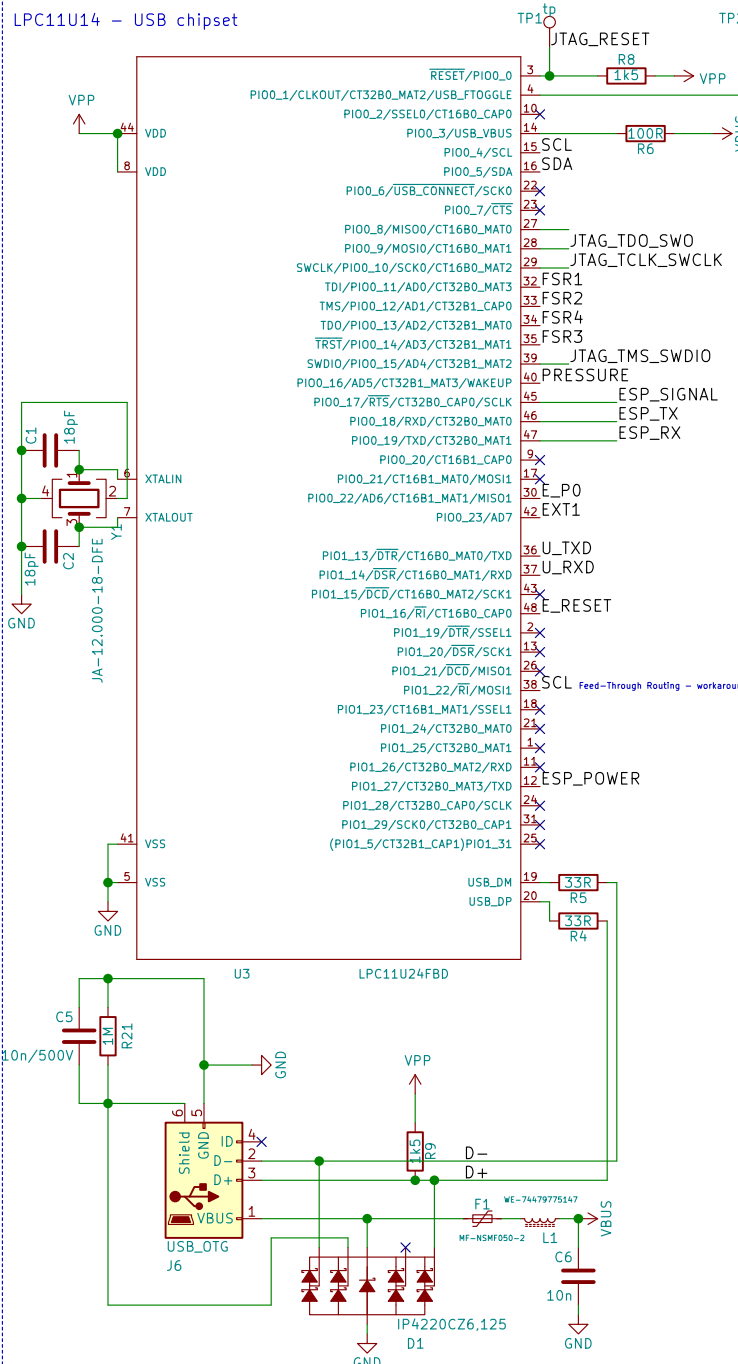 LPC11U14 - USB chipset
TP1
tp
JTAG_RESET
RESET/PIO0_0
3
R8
1k5
VPP
PIO0_1/CLKOUT/CT32B0_MAT2/USB_FTOGGLE
4
VPP
PIO0_2/SSEL0/CT16B0_CAP0
10
44
VDD
PIO0_3/USB_VBUS
14
100R
R6
PIO0_4/SCL
15
SCL
8
VDD
PIO0_5/SDA
16
SDA
PIO0_6/USB_CONNECT/SCK0
22
PIO0_7/CTS
23
PIO0_8/MISO0/CT16B0_MAT0
27
PIO0_9/MOSI0/CT16B0_MAT1
28
JTAG_TDO_SWO
SWCLK/PIO0_10/SCK0/CT16B0_MAT2
29
JTAG_TCLK_SWCLK
TDI/PIO0_11/AD0/CT32B0_MAT3
32
FSR1
TMS/PIO0_12/AD1/CT32B1_CAP0
33
FSR2
TDO/PIO0_13/AD2/CT32B1_MAT0
34
FSR4
TRST/PIO0_14/AD3/CT32B1_MAT1
35
FSR3
SWDIO/PIO0_15/AD4/CT32B1_MAT2
39
JTAG_TMS_SWDIO
PIO0_16/AD5/CT32B1_MAT3/WAKEUP
40
PRESSURE
PIO0_17/RTS/CT32B0_CAP0/SCLK
45
ESP_SIGNAL
PIO0_18/RXD/CT32B0_MAT0
46
ESP_TX
PIO0_19/TXD/CT32B0_MAT1
47
ESP_RX
C1
18pF
PIO0_20/CT16B1_CAP0
9
1
6
XTALIN
PIO0_21/CT16B1_MAT0/MOSI1
17
4
2
PIO0_22/AD6/CT16B1_MAT1/MISO1
30
E_P0
3
7
XTALOUT
PIO0_23/AD7
42
EXT1
Y1
JA-12.000-18-DFE
18pF
C2
GND
PIO1_13/DTR/CT16B0_MAT0/TXD
36
U_TXD
PIO1_14/DSR/CT16B0_MAT1/RXD
37
U_RXD
PIO1_15/DCD/CT16B0_MAT2/SCK1
43
PIO1_16/RI/CT16B0_CAP0
48
E_RESET
PIO1_19/DTR/SSEL1
2
PIO1_20/DSR/SCK1
13
PIO1_21/DCD/MISO1
26
PIO1_22/RI/MOSI1
38
SCL
Feed-Through Routing - workarou
PIO1_23/CT16B1_MAT1/SSEL1
18
PIO1_24/CT32B0_MAT0
21
PIO1_25/CT32B0_MAT1
1
PIO1_26/CT32B0_MAT2/RXD
11
PIO1_27/CT32B0_MAT3/TXD
12
ESP_POWER
PIO1_28/CT32B0_CAP0/SCLK
24
PIO1_29/SCK0/CT32B0_CAP1
31
41
VSS
(PIO1_5/CT32B1_CAP1)PIO1_31
25
5
VSS
USB_DM
19
33R
R5
USB_DP
20
33R
R4
GND
U3
LPC11U24FBD
C5
10n/500V
1M
R21
GND
VPP
6
5
Shield
GND
ID
4
1k5
R9
D-
2
D-
D+
3
D+
VBUS
1
F1
MF-NSMF050-2
WE-74479775147
L1
VBUS
USB_OTG
J6
C6
10n
IP4220CZ6,125
D1
GND
GND